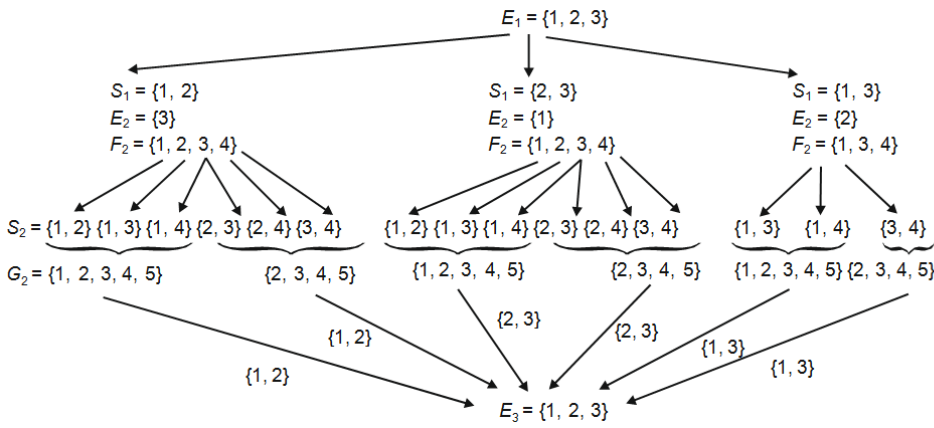 E₁ = {1, 2, 3}
S₁ = {1, 2} S₁ = {2, 3} S₁ = {1, 3}
E₂ = {3} E₂ = {1} E₂ = {2}
F₂ = {1, 2, 3, 4} F₂ = {1, 2, 3, 4} F₂ = {1, 3, 4}
S₂ = {1, 2} {1, 3} {1, 4} {2, 3} {2, 4} {3, 4} {1, 2} {1, 3} {1, 4} {2, 3} {2, 4} {3, 4} {1, 3} {1, 4} {3, 4}
G₂ = {1, 2, 3, 4, 5} {2, 3, 4, 5} {1, 2, 3, 4, 5} {2, 3, 4, 5} {1, 2, 3, 4, 5} {2, 3, 4, 5}
{1, 2} {2, 3} {2, 3} {1, 3}
{1, 2} {1, 3}
E₃ = {1, 2, 3}